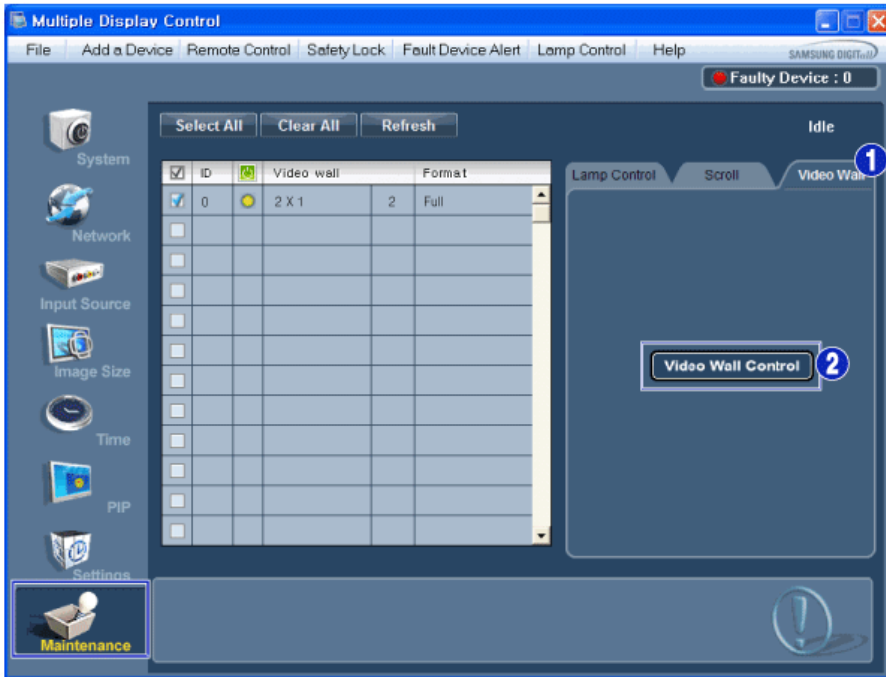 Multiple Display Control
File Add a Device Remote Control Safety Lock Fault Device Alert Lamp Control Help
SAMSUNG DIGITall
Faulty Device : 0
Select All Clear All Refresh
Idle
1
System
ID Video wall Format
Lamp Control Scroll Video Wall
0 2 X 1 2 Full
Network
Input Source
Image Size
Video Wall Control 2
Time
PIP
Settings
Maintenance